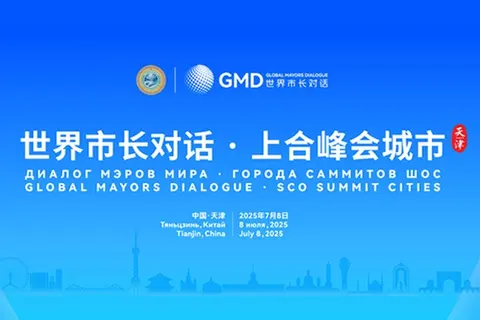 GMD
GLOBAL MAYORS DIALOGUE
世界市长对话
世界市长对话 · 上合峰会城市
天津
ДИАЛОГ МЭРОВ МИРА · ГОРОДА САММИТОВ ШОС
GLOBAL MAYORS DIALOGUE · SCO SUMMIT CITIES
中国·天津 2025年7月8日
Тяньцзинь, Китай 8 июля, 2025
Tianjin, China July 8, 2025